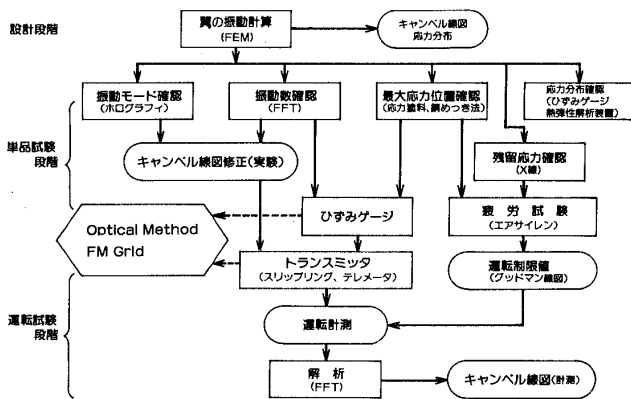 設計段階
翼の振動計算
(FEM)
キャンベル線図
応力分布
振動モード確認
(ホログラフィ)
振動数確認
(FFT)
最大応力位置確認
(応力塗料、銅めっき法)
応力分布確認
(ひずみゲージ
熱弾性解析装置)
単品試験
段階
キャンベル線図修正(実験)
残留応力確認
(X線)
Optical Method
FM Grid
ひずみゲージ
疲労試験
(エアサイレン)
トランスミッタ
(スリップリング、テレメータ)
運転制限値
(グッドマン線図)
運転試験
段階
運転計測
解析
(FFT)
キャンベル線図(計測)